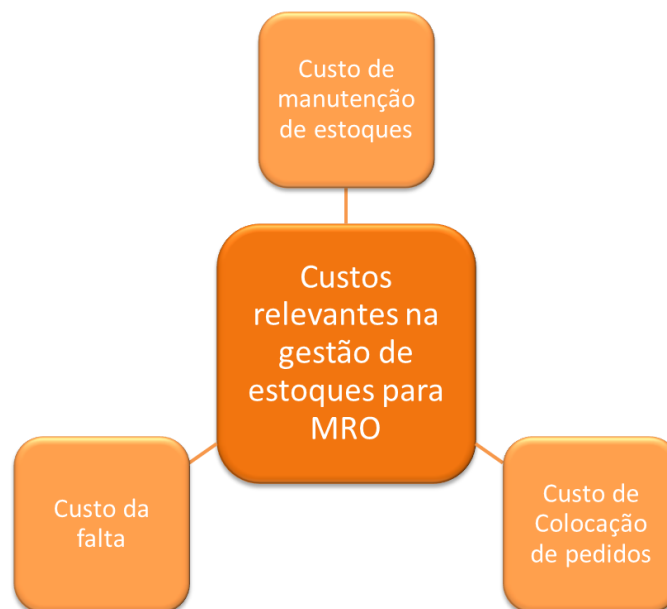 Custo de
manutenção
de estoques
Custos
relevantes na
gestão de
estoques para
MRO
Custo da
falta
Custo de
Colocação
de pedidos